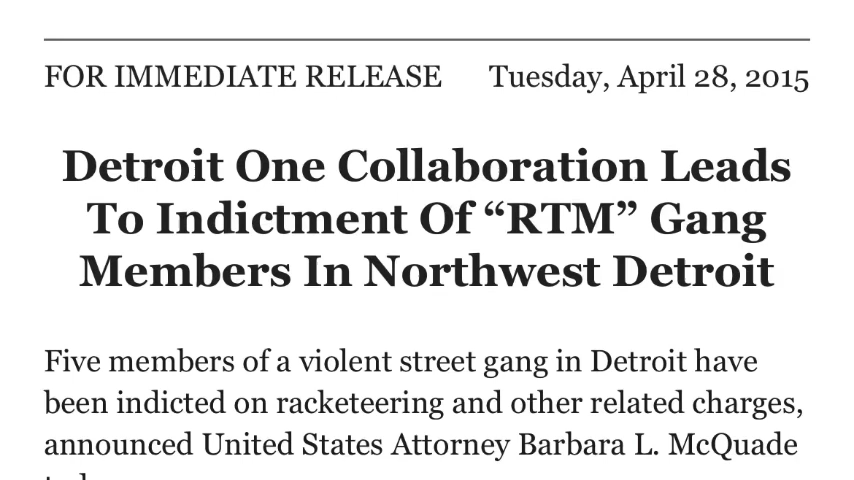 FOR IMMEDIATE RELEASE Tuesday, April 28, 2015
Detroit One Collaboration Leads
To Indictment Of “RTM” Gang
Members In Northwest Detroit
Five members of a violent street gang in Detroit have
been indicted on racketeering and other related charges,
announced United States Attorney Barbara L. McQuade